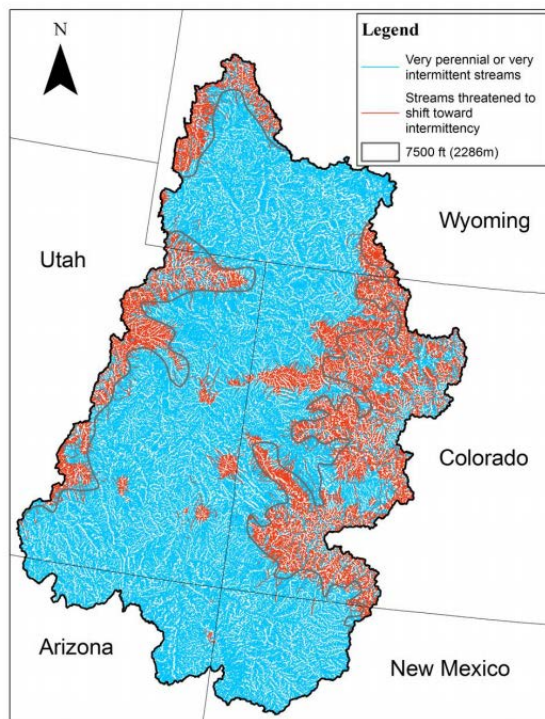 N
Legend
Very perennial or very
intermittent streams
Streams threatened to
shift toward
intermittency
7500 ft (2286m)
Wyoming
Utah
Colorado
Arizona
New Mexico